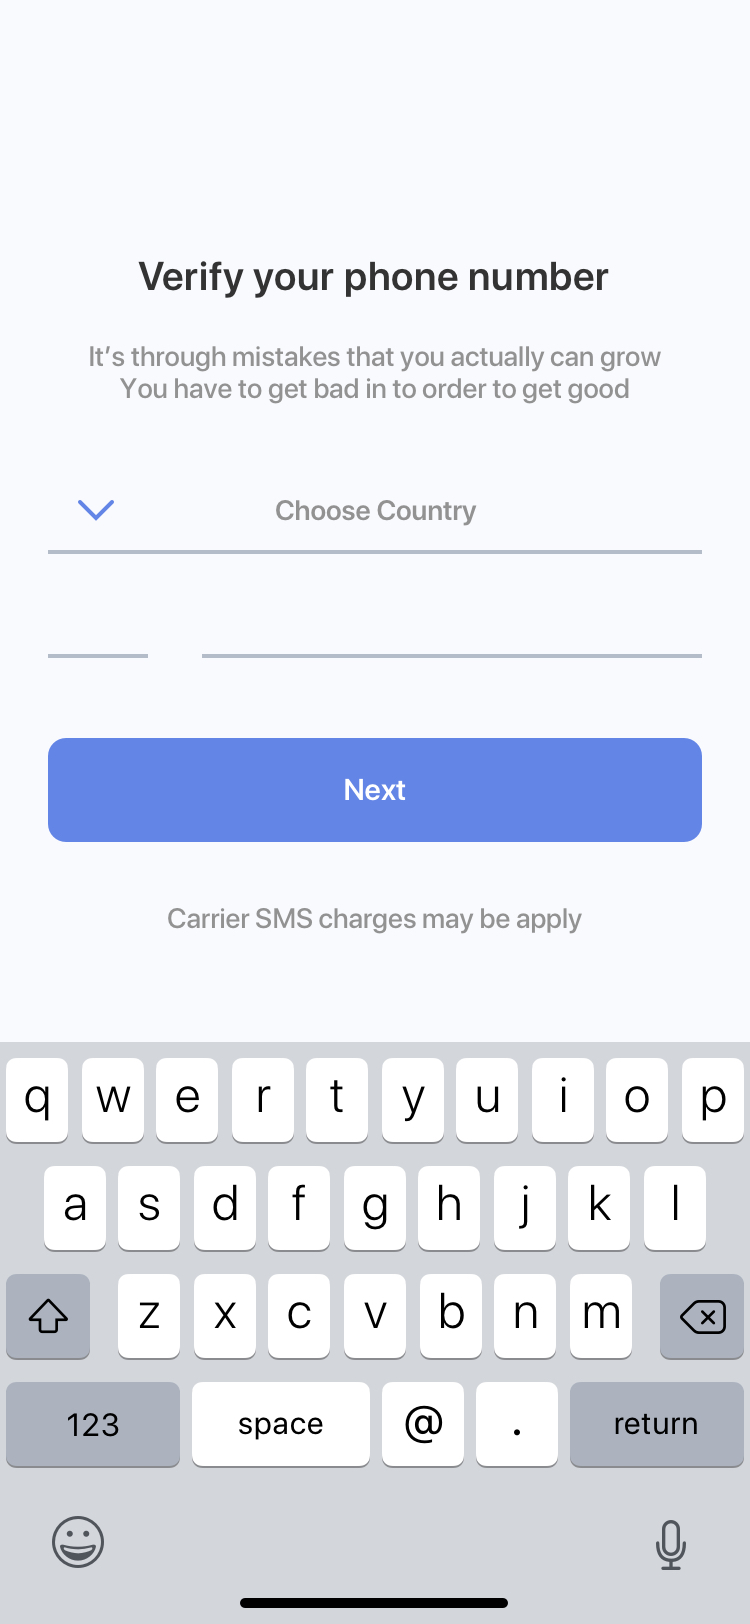 Verify your phone number
It’s through mistakes that you actually can grow
You have to get bad in to order to get good
Choose Country
Next
Carrier SMS charges may be apply
q w e r t y u i o p
a s d f g h j k l
z x c v b n m
123 space @ . return